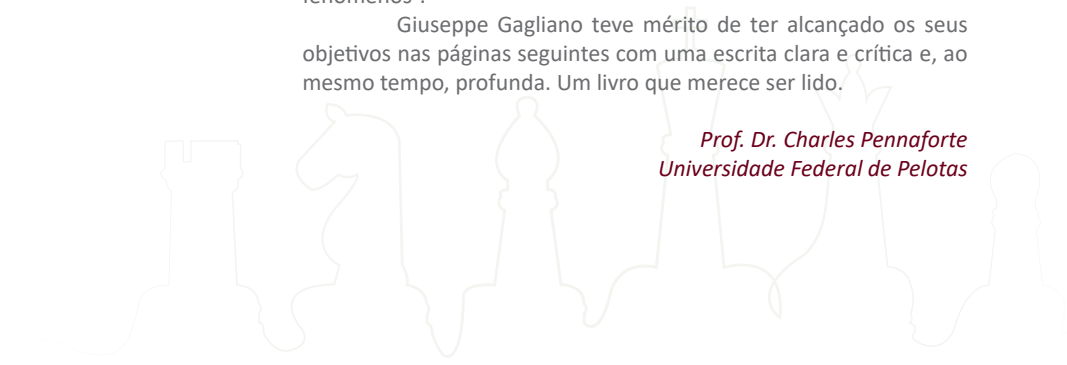 Giuseppe Gagliano teve mérito de ter alcançado os seus
objetivos nas páginas seguintes com uma escrita clara e crítica e, ao
mesmo tempo, profunda. Um livro que merece ser lido.
Prof. Dr. Charles Pennaforte
Universidade Federal de Pelotas